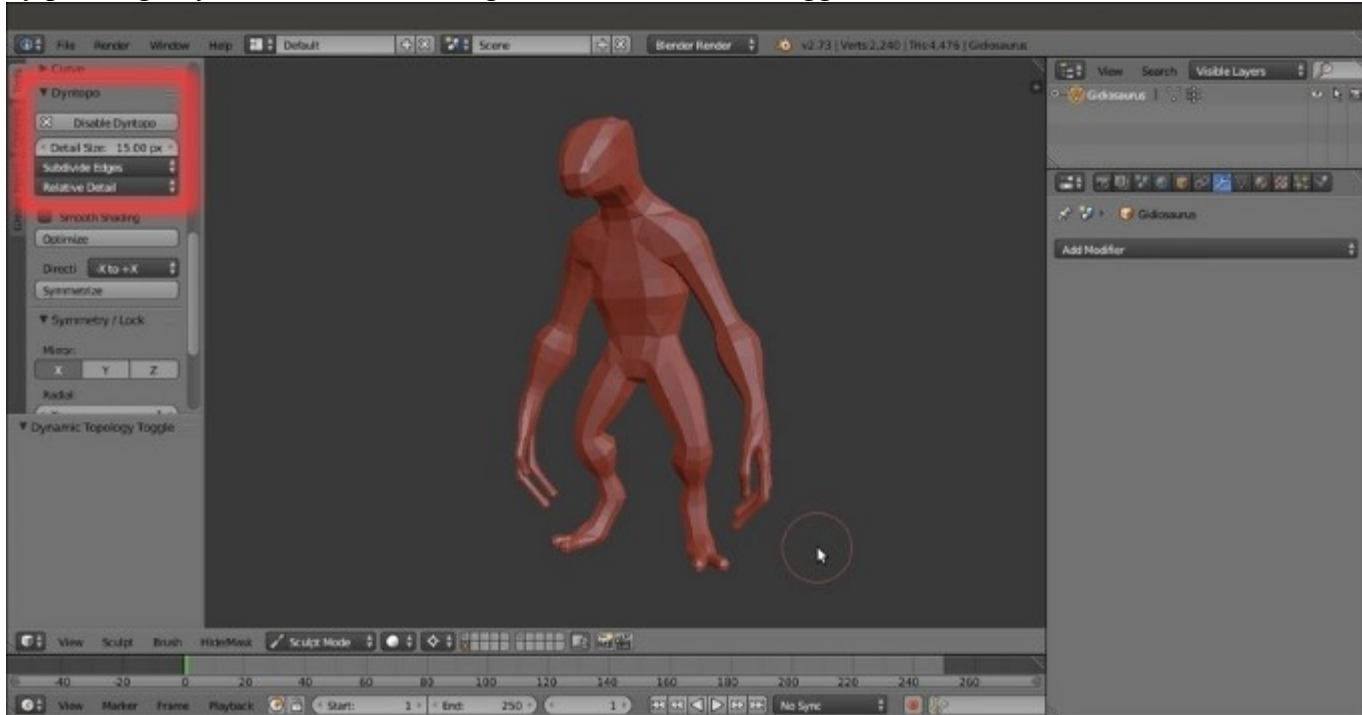 File Render Window Help Default Scene Blender Render v2.73 | Verts:2,240 | Tris:4,476 | Gidiosaurus
Curve
Dyntopo
Disable Dyntopo
Detail Size: 15.00 px
Subdivide Edges
Relative Detail
Smooth Shading
Optimize
Directi -X to +X
Symmetrize
Symmetry / Lock
Mirror:
X Y Z
Radial
Dynamic Topology Toggle
View Search Visible Layers
Gidiosaurus
Gidiosaurus
Add Modifier
View Sculpt Brush Hide/Mask Sculpt Mode
-40 -20 0 20 40 60 80 100 120 140 160 180 200 220 240 260
View Marker Frame Playback Start: 1 End: 250 1 No Sync